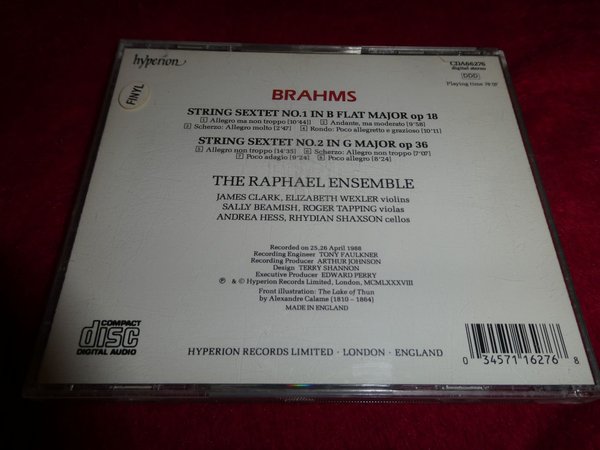 hyperion
CDA66276
digital stereo
DDD
FINYL
BRAHMS
STRING SEXTET NO.1 IN B FLAT MAJOR op 18
1 Allegro ma non troppo [10'44] 3 Andante, ma moderato [9'58]
2 Scherzo: Allegro molto [2'47] 4 Rondo: Poco allegretto e grazioso [10'11]
STRING SEXTET NO.2 IN G MAJOR op 36
5 Allegro non troppo [14'35] 6 Scherzo: Allegro non troppo [7'07]
7 Poco adagio [9'24] 8 Poco allegro [8'24]
THE RAPHAEL ENSEMBLE
JAMES CLARK, ELIZABETH WEXLER violins
SALLY BEAMISH, ROGER TAPPING violas
ANDREA HESS, RHYDIAN SHAXSON cellos
Recorded on 25,26 April 1988
Recording Engineer TONY FAULKNER
Recording Producer ARTHUR JOHNSON
Design TERRY SHANNON
Executive Producer EDWARD PERRY
℗ & © Hyperion Records Limited, London, MCMLXXXVIII
Front illustration: The Lake of Thun
by Alexandre Calame (1810 – 1864)
MADE IN ENGLAND
COMPACT
disc
DIGITAL AUDIO
HYPERION RECORDS LIMITED · LONDON · ENGLAND
0 34571 16276 8